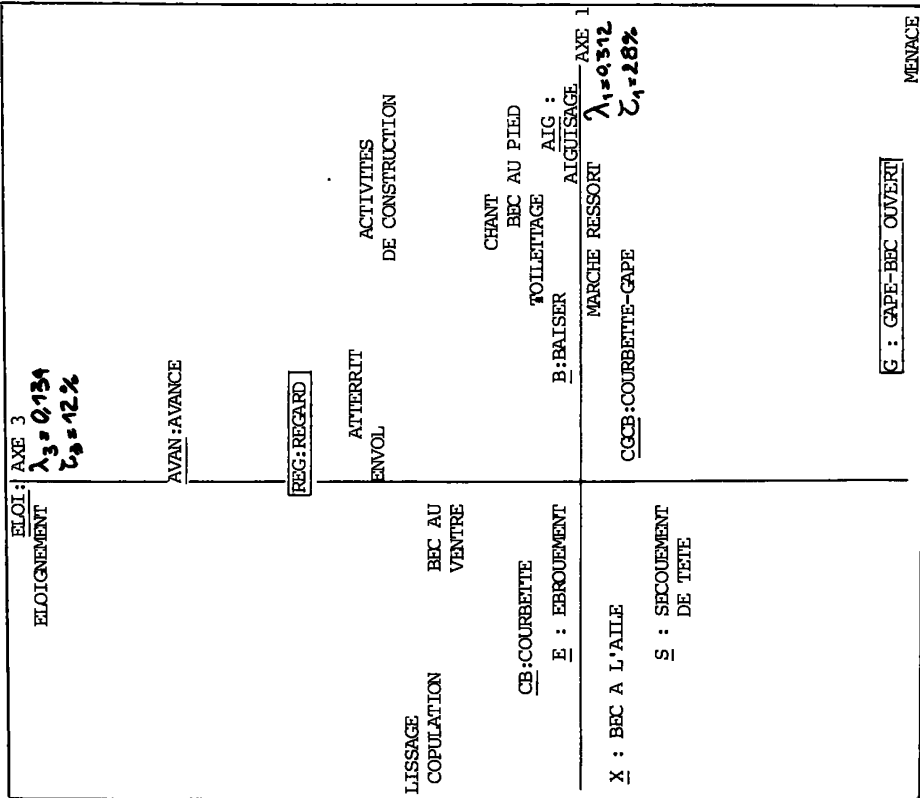 ELOI: AXE 3
ELOIGNEMENT
λ3 = 0,134
τ3 = 12%
AVAN:AVANCE
REG:REGARD
ATTERRIT
ENVOL
ACTIVITES
DE CONSTRUCTION
LISSAGE
COPULATION
BEC AU
VENTRE
CHANT
BEC AU PIED
TOILETTAGE
CB:COURBETTE
E : EBROUEMENT
B:BAISER
AIG :
AIGUISAGE
AXE 1
λ1=0,312
τ1=28%
MARCHE RESSORT
X : BEC A L'AILE
CGCB:COURBETTE-GAPE
S : SECOUEMENT
DE TETE
G : GAPE-BEC OUVERT
MENACE